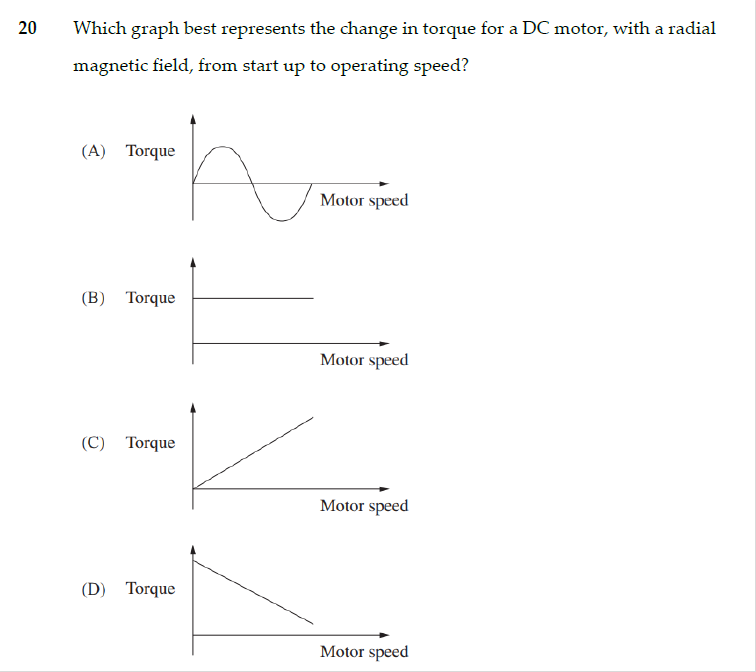 20 Which graph best represents the change in torque for a DC motor, with a radial
magnetic field, from start up to operating speed?
(A) Torque
Motor speed
(B) Torque
Motor speed
(C) Torque
Motor speed
(D) Torque
Motor speed